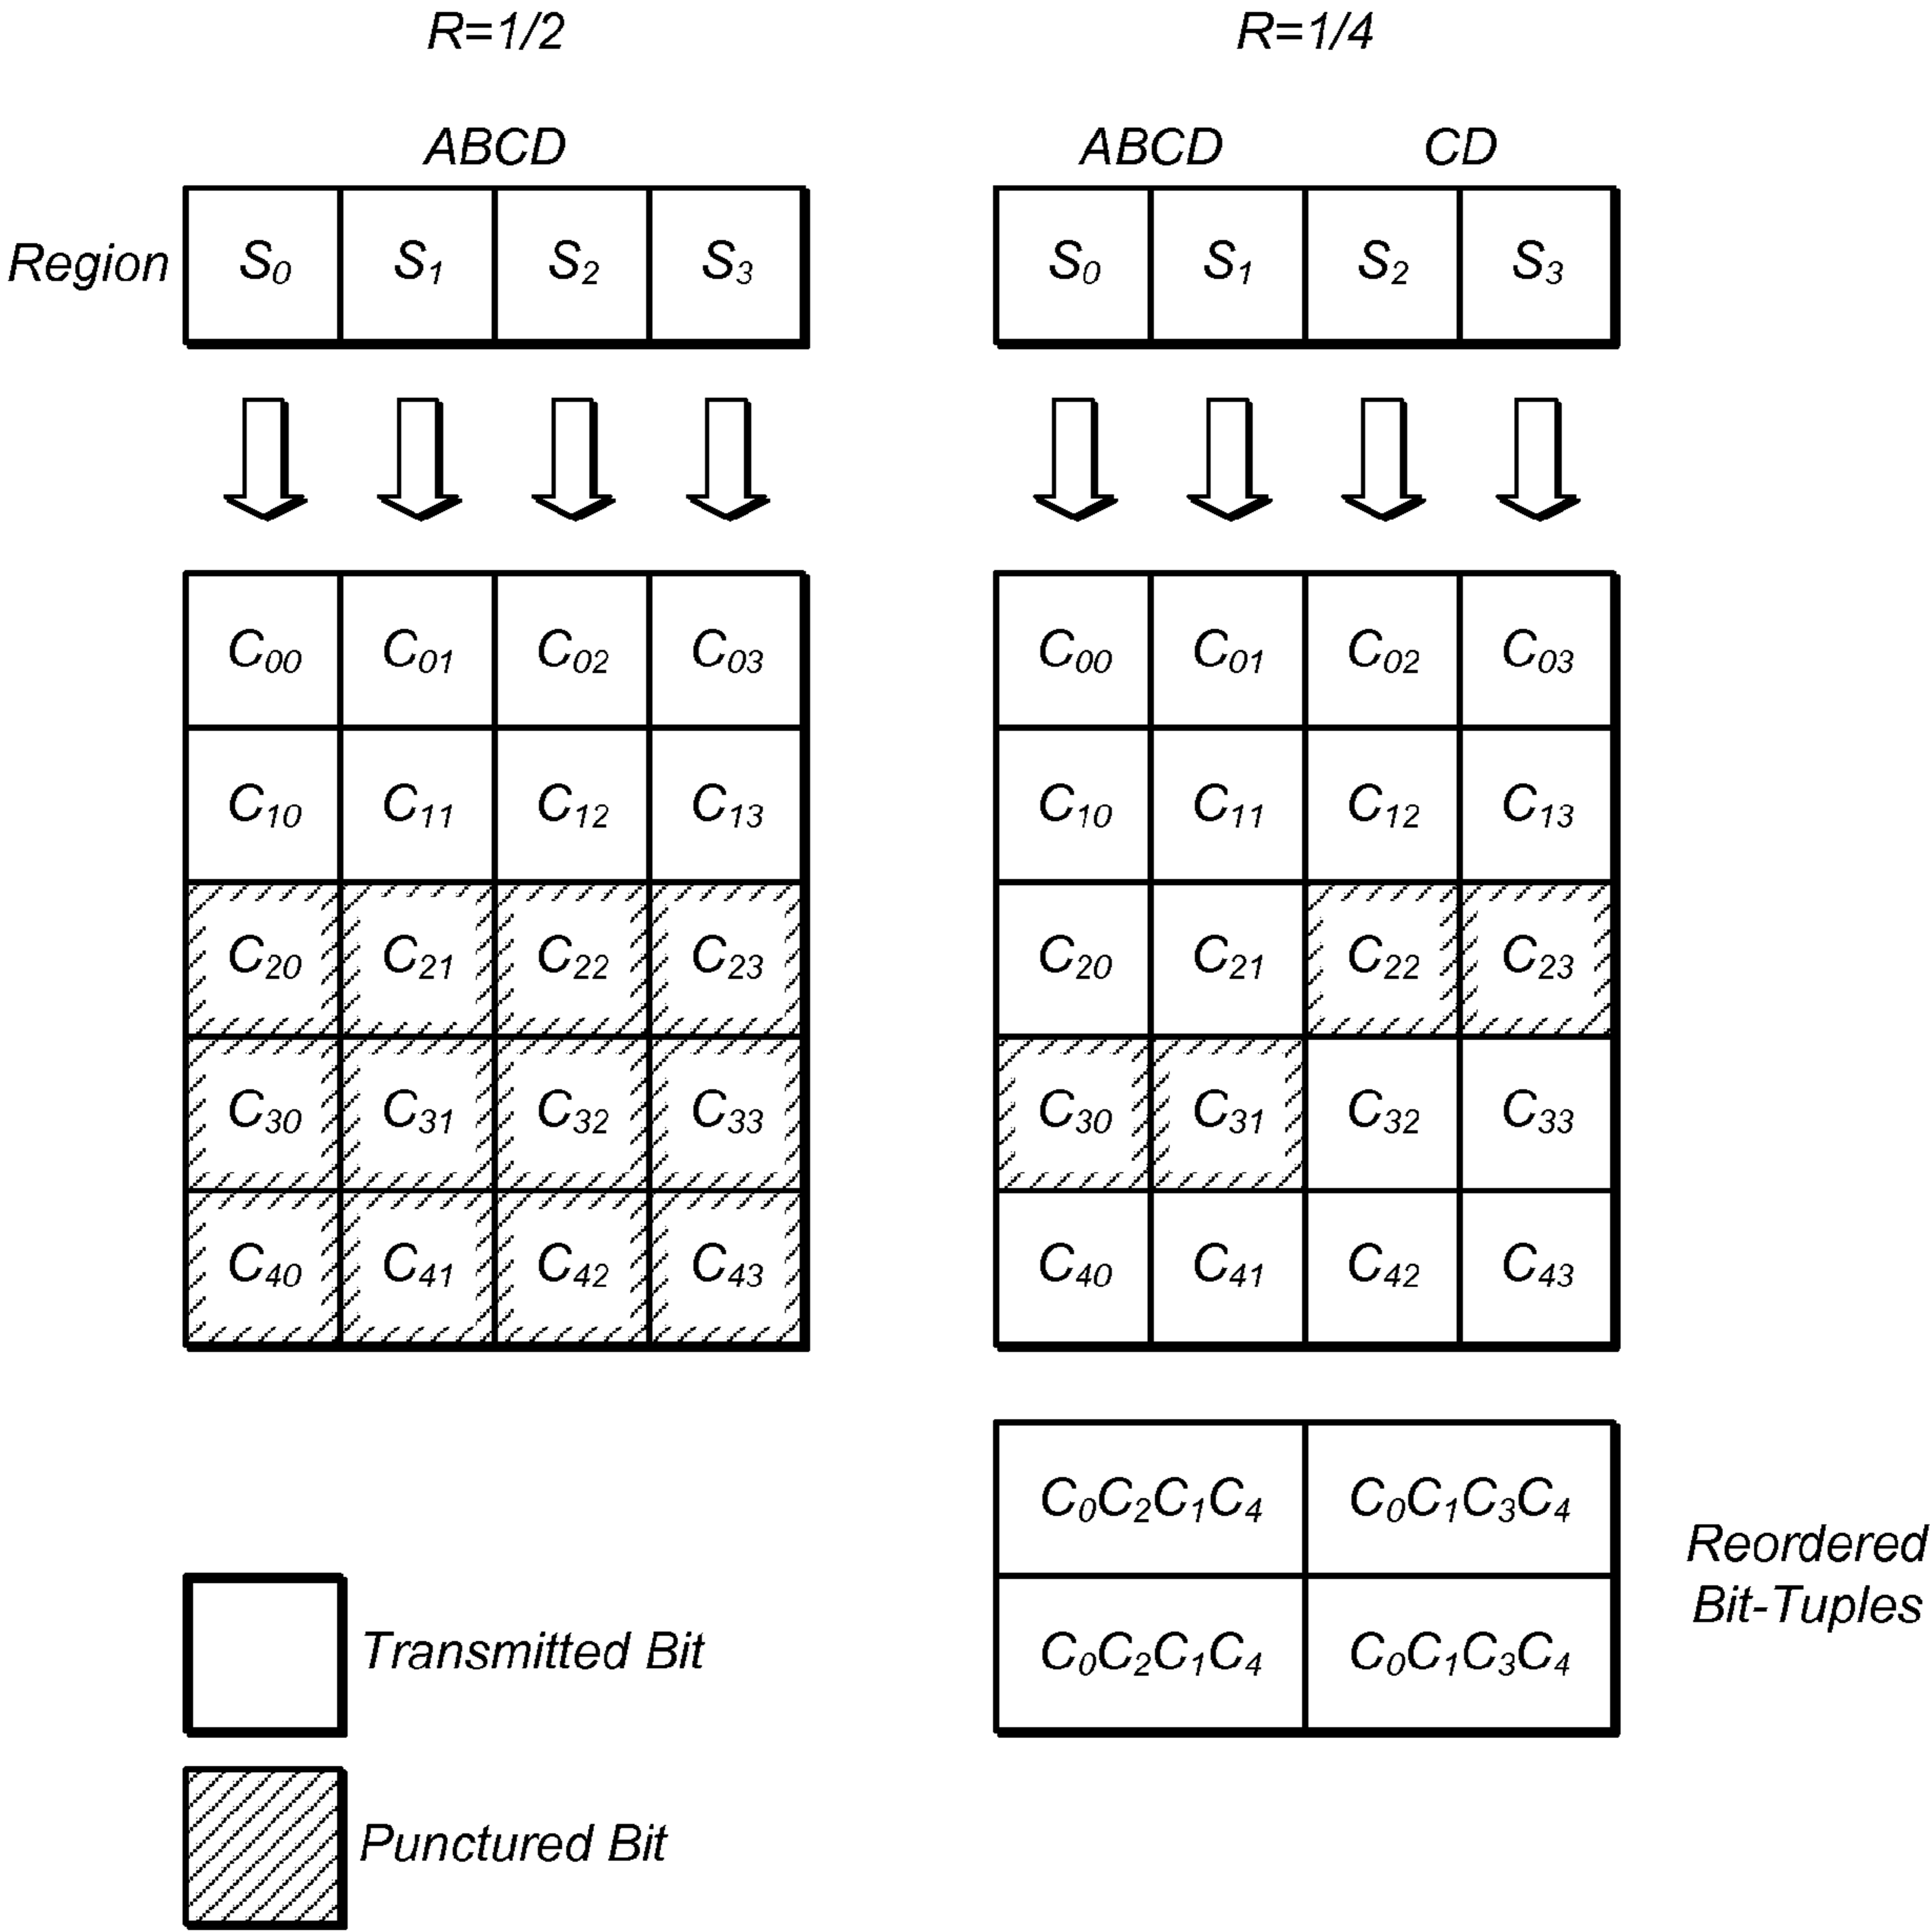 R=1/2 R=1/4
ABCD ABCD CD
Region S0 S1 S2 S3 S0 S1 S2 S3
C00 C01 C02 C03 C00 C01 C02 C03
C10 C11 C12 C13 C10 C11 C12 C13
C20 C21 C22 C23 C20 C21 C22 C23
C30 C31 C32 C33 C30 C31 C32 C33
C40 C41 C42 C43 C40 C41 C42 C43
C0C2C1C4 C0C1C3C4
Reordered
Bit-Tuples
C0C2C1C4 C0C1C3C4
Transmitted Bit
Punctured Bit